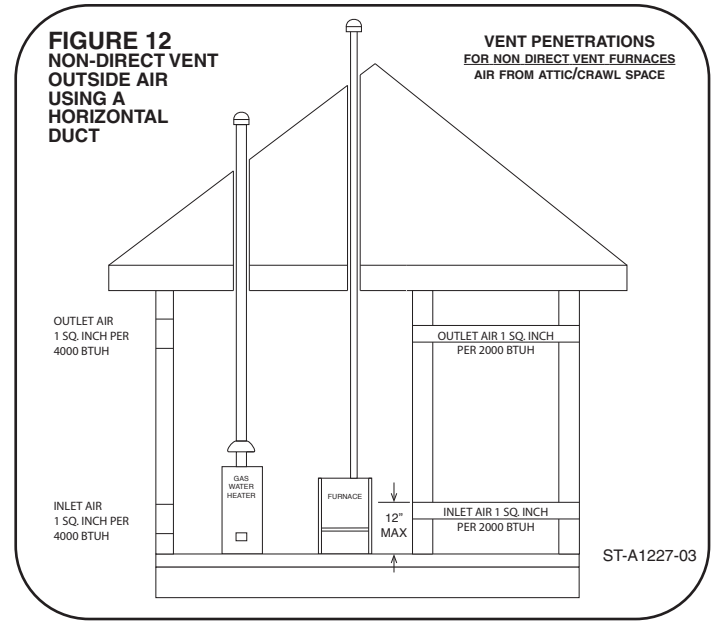 FIGURE 12
NON-DIRECT VENT
OUTSIDE AIR
USING A
HORIZONTAL
DUCT
VENT PENETRATIONS
FOR NON DIRECT VENT FURNACES
AIR FROM ATTIC/CRAWL SPACE
OUTLET AIR
1 SQ. INCH PER
4000 BTUH
OUTLET AIR 1 SQ. INCH
PER 2000 BTUH
GAS
WATER
HEATER
FURNACE
INLET AIR
1 SQ. INCH PER
4000 BTUH
12"
MAX
INLET AIR 1 SQ. INCH
PER 2000 BTUH
ST-A1227-03